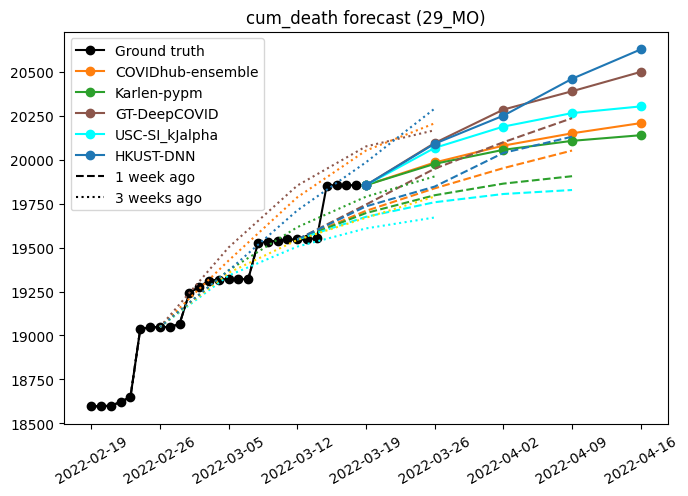 cum_death forecast (29_MO)
Ground truth
COVIDhub-ensemble
Karlen-pypm
GT-DeepCOVID
USC-SI_kJalpha
HKUST-DNN
1 week ago
3 weeks ago
20500
20250
20000
19750
19500
19250
19000
18750
18500
2022-02-19
2022-02-26
2022-03-05
2022-03-12
2022-03-19
2022-03-26
2022-04-02
2022-04-09
2022-04-16